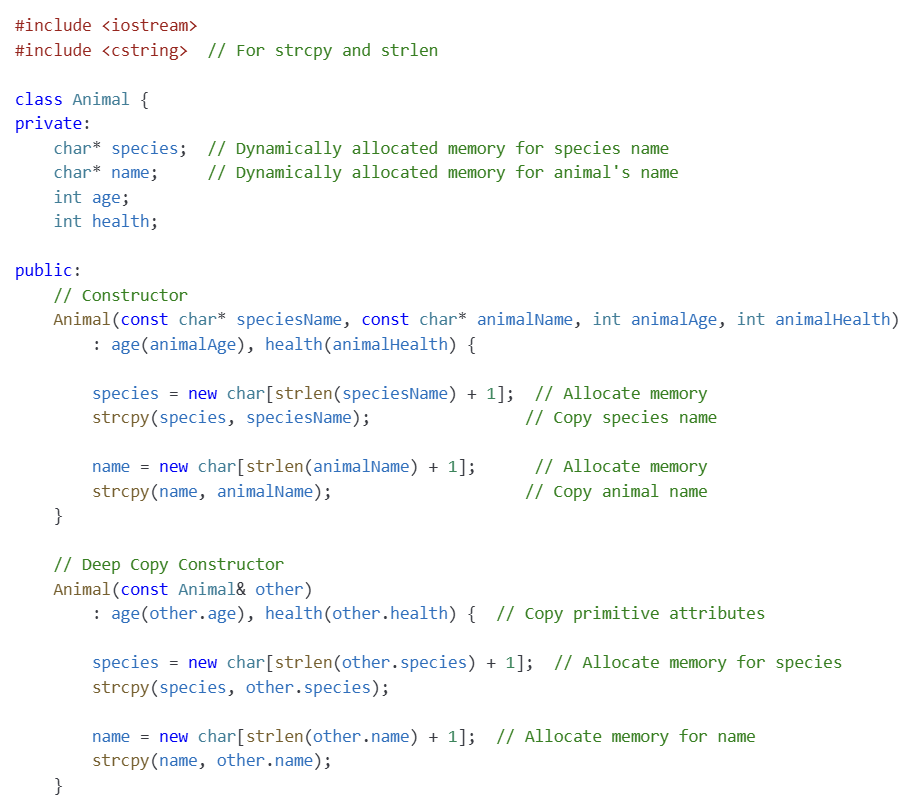 #include <iostream>
#include <cstring>  // For strcpy and strlen

class Animal {
private:
    char* species;  // Dynamically allocated memory for species name
    char* name;     // Dynamically allocated memory for animal's name
    int age;
    int health;

public:
    // Constructor
    Animal(const char* speciesName, const char* animalName, int animalAge, int animalHealth)
        : age(animalAge), health(animalHealth) {

        species = new char[strlen(speciesName) + 1];  // Allocate memory
        strcpy(species, speciesName);                // Copy species name

        name = new char[strlen(animalName) + 1];      // Allocate memory
        strcpy(name, animalName);                    // Copy animal name
    }

    // Deep Copy Constructor
    Animal(const Animal& other)
        : age(other.age), health(other.health) {  // Copy primitive attributes

        species = new char[strlen(other.species) + 1];  // Allocate memory for species
        strcpy(species, other.species);

        name = new char[strlen(other.name) + 1];  // Allocate memory for name
        strcpy(name, other.name);
    }